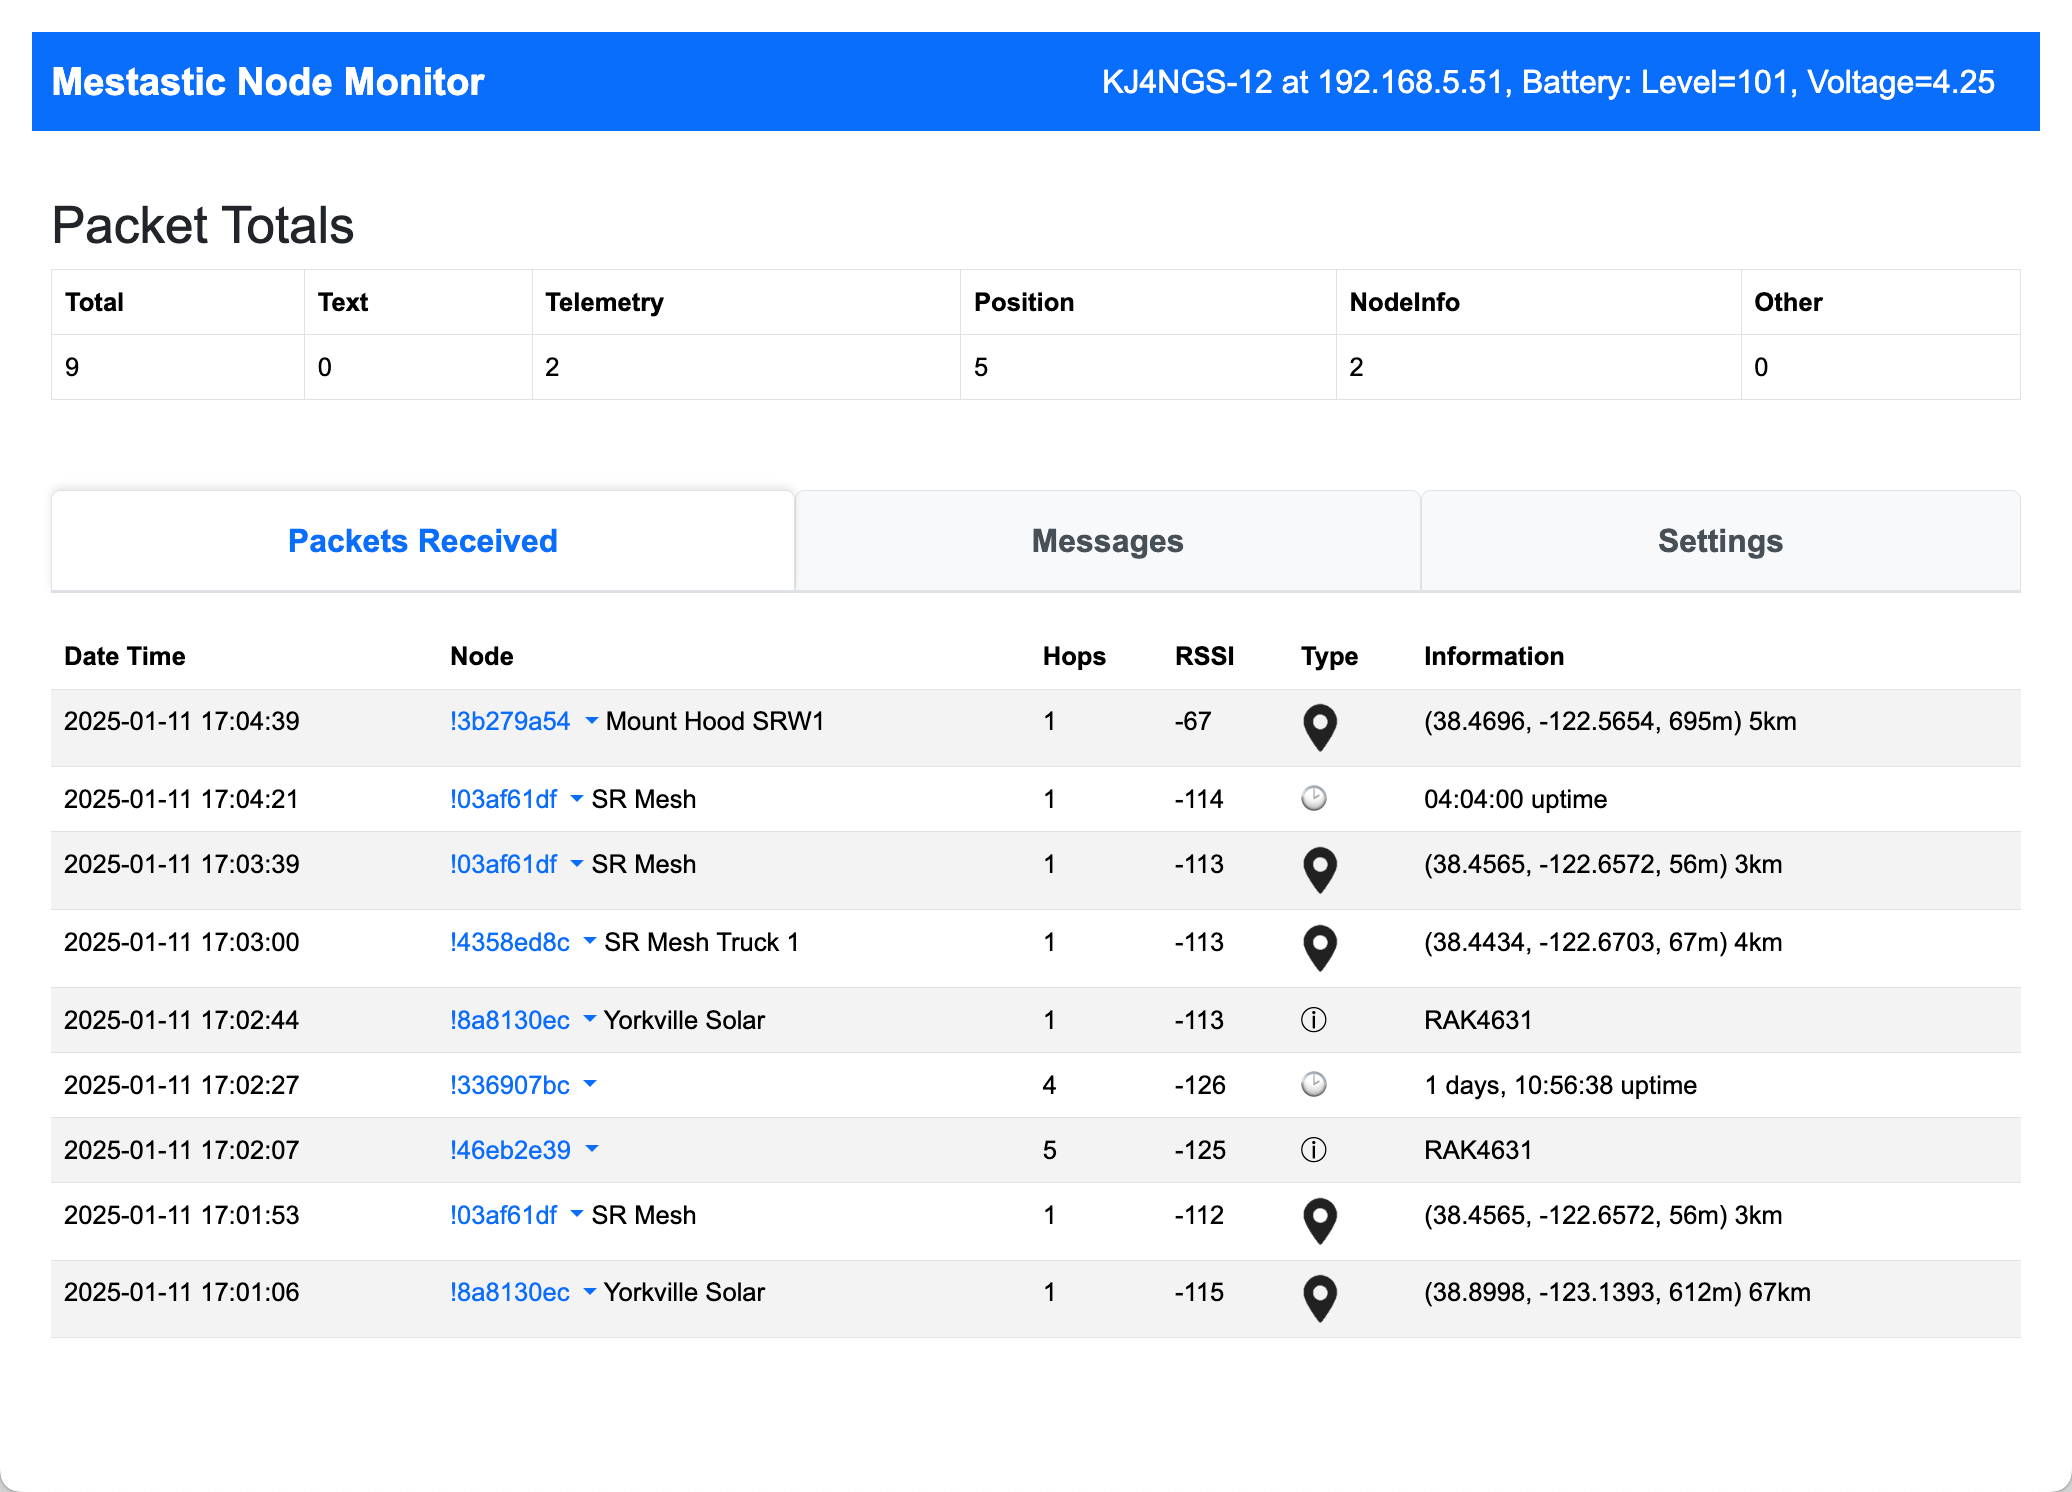 Mestastic Node Monitor KJ4NGS-12 at 192.168.5.51, Battery: Level=101, Voltage=4.25
Packet Totals
Total Text Telemetry Position NodeInfo Other
9 0 2 5 2 0
Packets Received Messages Settings
Date Time Node Hops RSSI Type Information
2025-01-11 17:04:39 !3b279a54 Mount Hood SRW1 1 -67 (38.4696, -122.5654, 695m) 5km
2025-01-11 17:04:21 !03af61df SR Mesh 1 -114 04:04:00 uptime
2025-01-11 17:03:39 !03af61df SR Mesh 1 -113 (38.4565, -122.6572, 56m) 3km
2025-01-11 17:03:00 !4358ed8c SR Mesh Truck 1 1 -113 (38.4434, -122.6703, 67m) 4km
2025-01-11 17:02:44 !8a8130ec Yorkville Solar 1 -113 RAK4631
2025-01-11 17:02:27 !336907bc 4 -126 1 days, 10:56:38 uptime
2025-01-11 17:02:07 !46eb2e39 5 -125 RAK4631
2025-01-11 17:01:53 !03af61df SR Mesh 1 -112 (38.4565, -122.6572, 56m) 3km
2025-01-11 17:01:06 !8a8130ec Yorkville Solar 1 -115 (38.8998, -123.1393, 612m) 67km